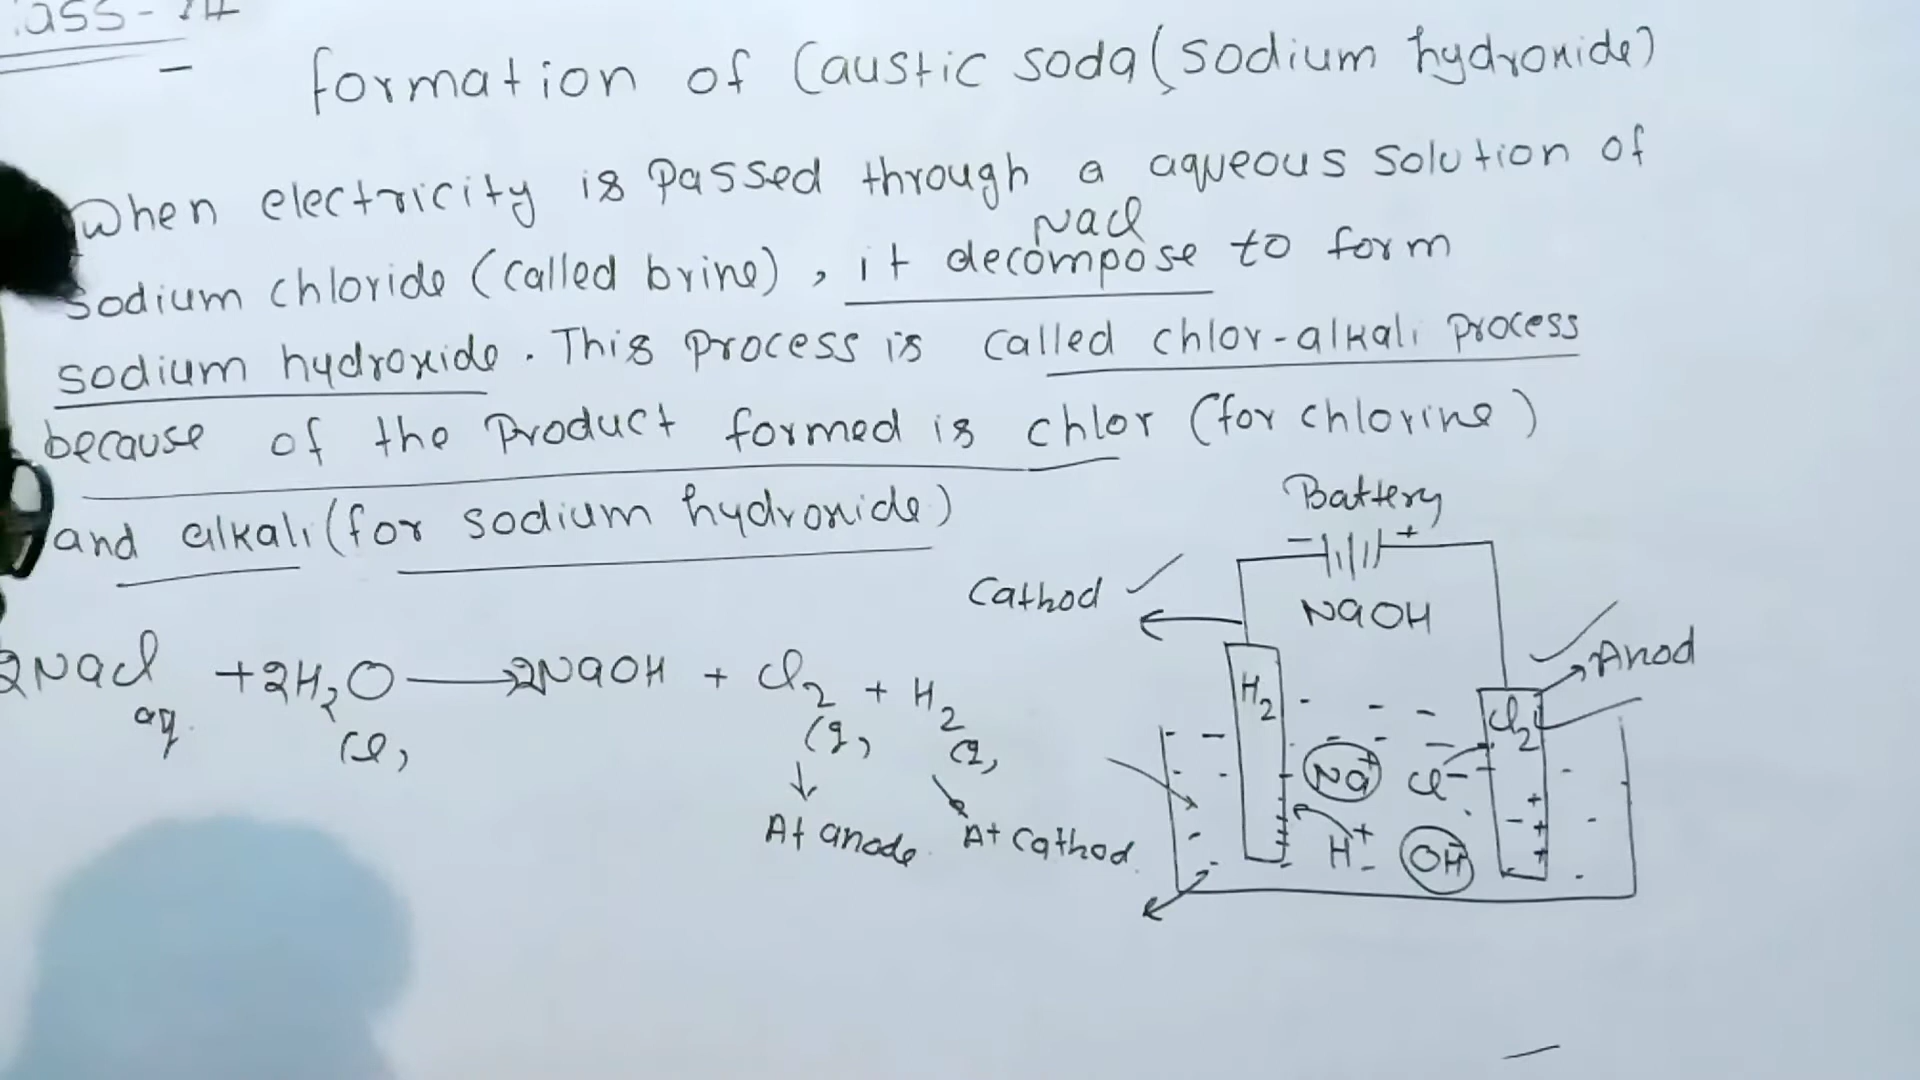 formation of Caustic soda (sodium hydroxide)
When electricity is passed through a aqueous solution of
NaCl
sodium chloride (called brine), it decompose to form
sodium hydroxide. This process is called chlor-alkali process
because of the product formed is chlor (for chlorine)
and alkali (for sodium hydroxide)
2NaCl aq. + 2H2O (l) → 2NaOH + Cl2 (g) + H2 (g)
At anode At Cathod
Battery
- +
Cathod
NaOH
Anod
H2
Cl2
Na+ Cl-
H+ OH-